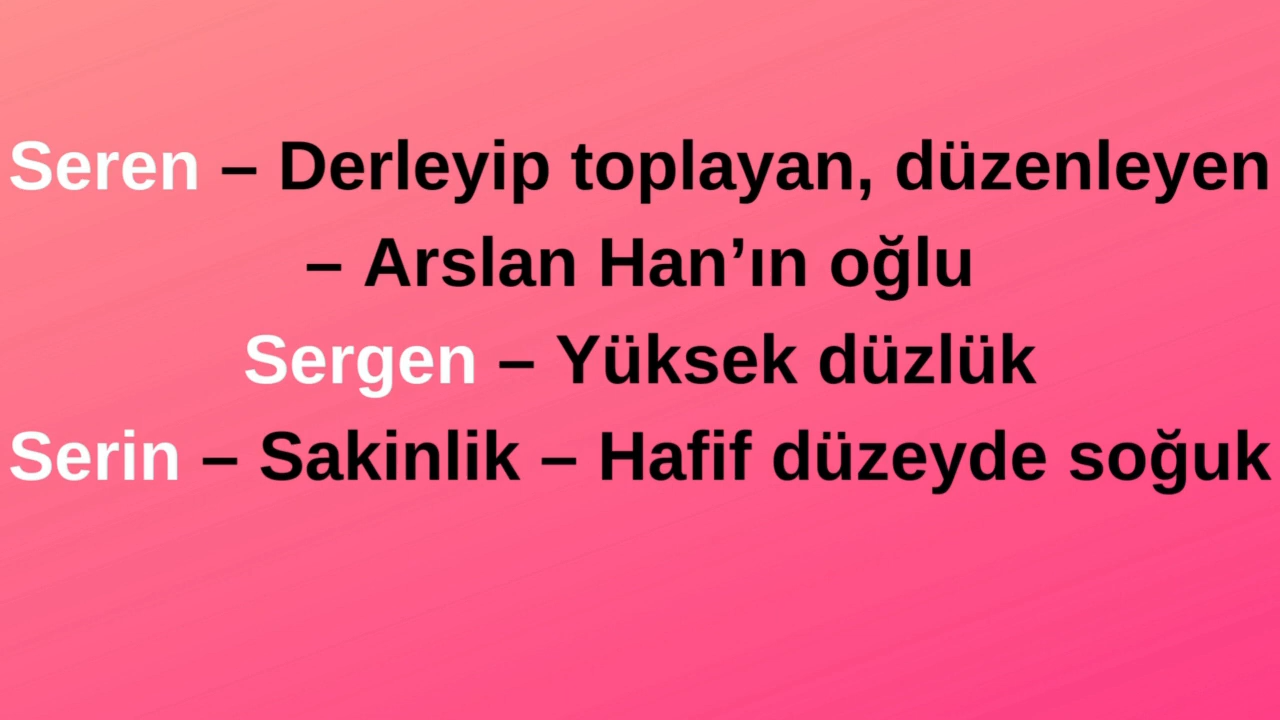 Seren – Derleyip toplayan, düzenleyen
– Arslan Han’ın oğlu
Sergen – Yüksek düzlük
Serin – Sakinlik – Hafif düzeyde soğuk